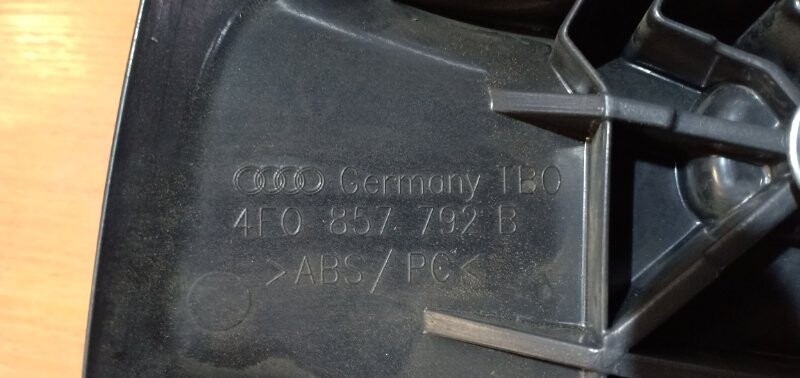 Germany TBO
4F0 857 792 B
>ABS/PC<